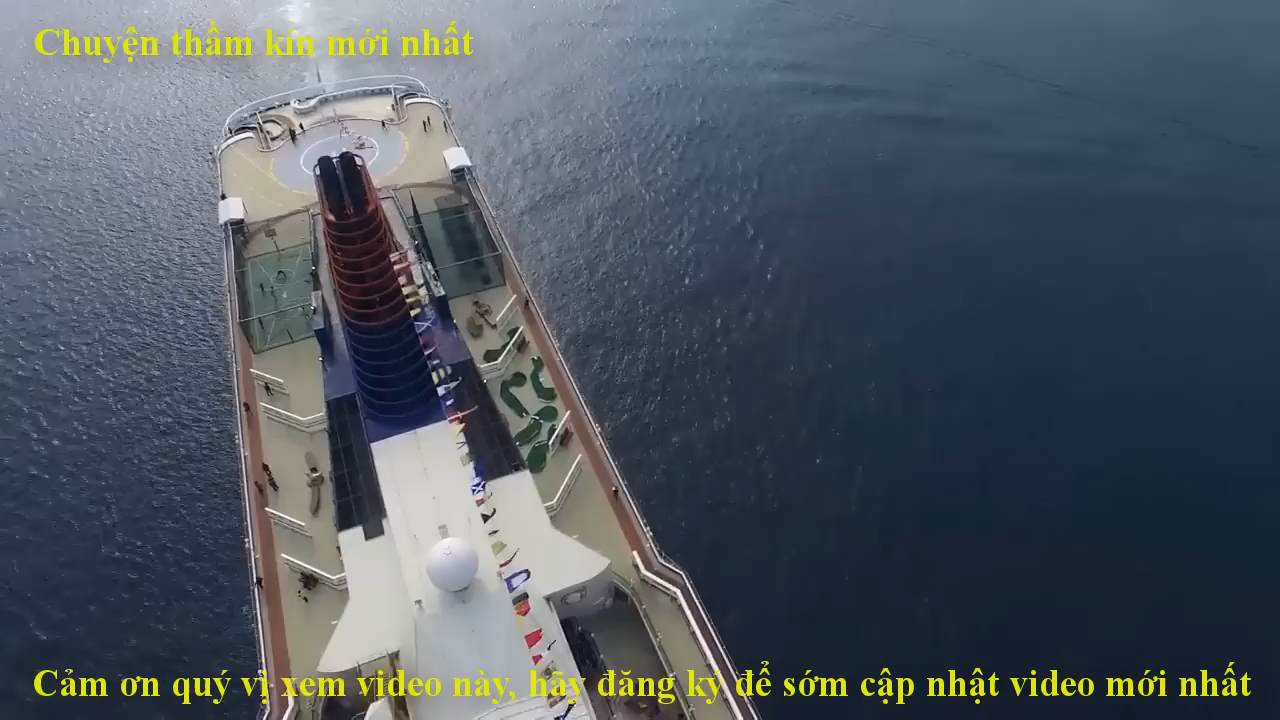 Chuyện thầm kín mới nhất
Cảm ơn quý vị xem video này, hãy đăng ký để sớm cập nhật video mới nhất